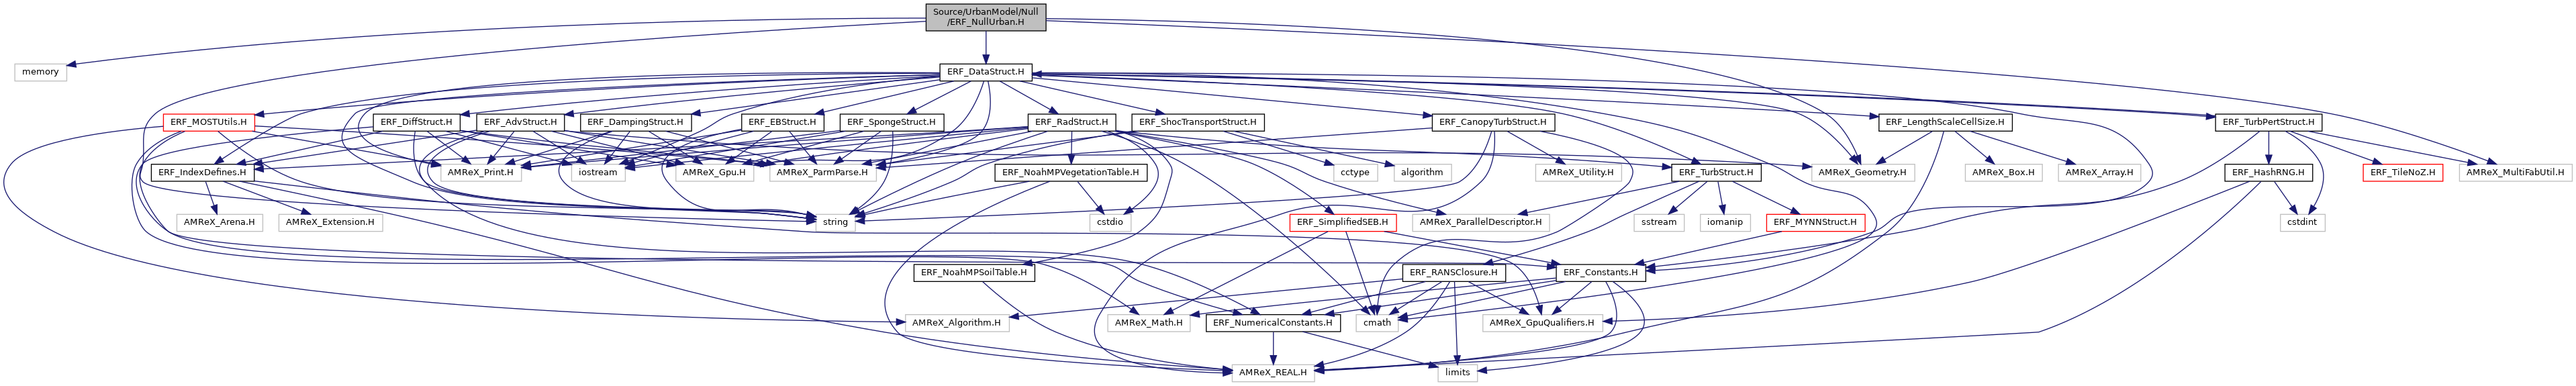 Source/UrbanModel/Null
/ERF_NullUrban.H
memory
ERF_DataStruct.H
ERF_MOSTUtils.H
ERF_DiffStruct.H
ERF_AdvStruct.H
ERF_DampingStruct.H
ERF_EBStruct.H
ERF_SpongeStruct.H
ERF_RadStruct.H
ERF_ShocTransportStruct.H
ERF_CanopyTurbStruct.H
ERF_LengthScaleCellSize.H
ERF_TurbPertStruct.H
ERF_IndexDefines.H
AMReX_Print.H
iostream
AMReX_Gpu.H
AMReX_ParmParse.H
ERF_NoahMPVegetationTable.H
cctype
algorithm
AMReX_Utility.H
ERF_TurbStruct.H
AMReX_Geometry.H
AMReX_Box.H
AMReX_Array.H
ERF_HashRNG.H
ERF_TileNoZ.H
AMReX_MultiFabUtil.H
AMReX_Arena.H
AMReX_Extension.H
string
cstdio
ERF_SimplifiedSEB.H
AMReX_ParallelDescriptor.H
sstream
iomanip
ERF_MYNNStruct.H
cstdint
ERF_NoahMPSoilTable.H
ERF_RANSClosure.H
ERF_Constants.H
AMReX_Algorithm.H
AMReX_Math.H
ERF_NumericalConstants.H
cmath
AMReX_GpuQualifiers.H
AMReX_REAL.H
limits